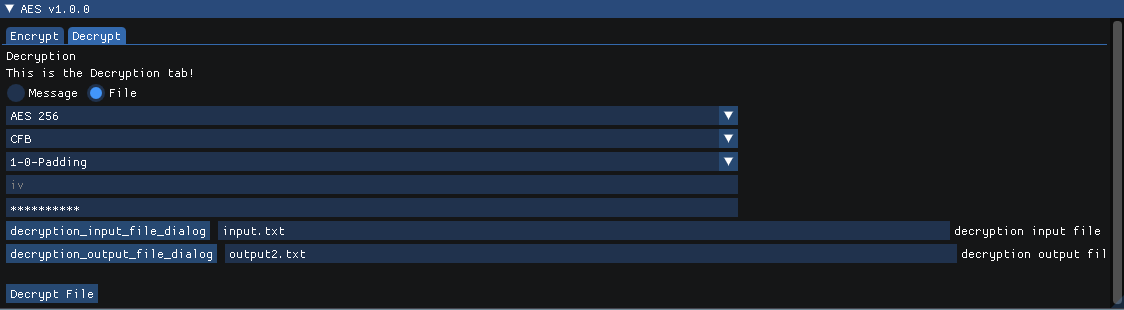 AES v1.0.0
Encrypt Decrypt
Decryption
This is the Decryption tab!
Message File
AES 256
CFB
1-0-Padding
iv
**********
decryption_input_file_dialog input.txt decryption input file
decryption_output_file_dialog output2.txt decryption output fil
Decrypt File